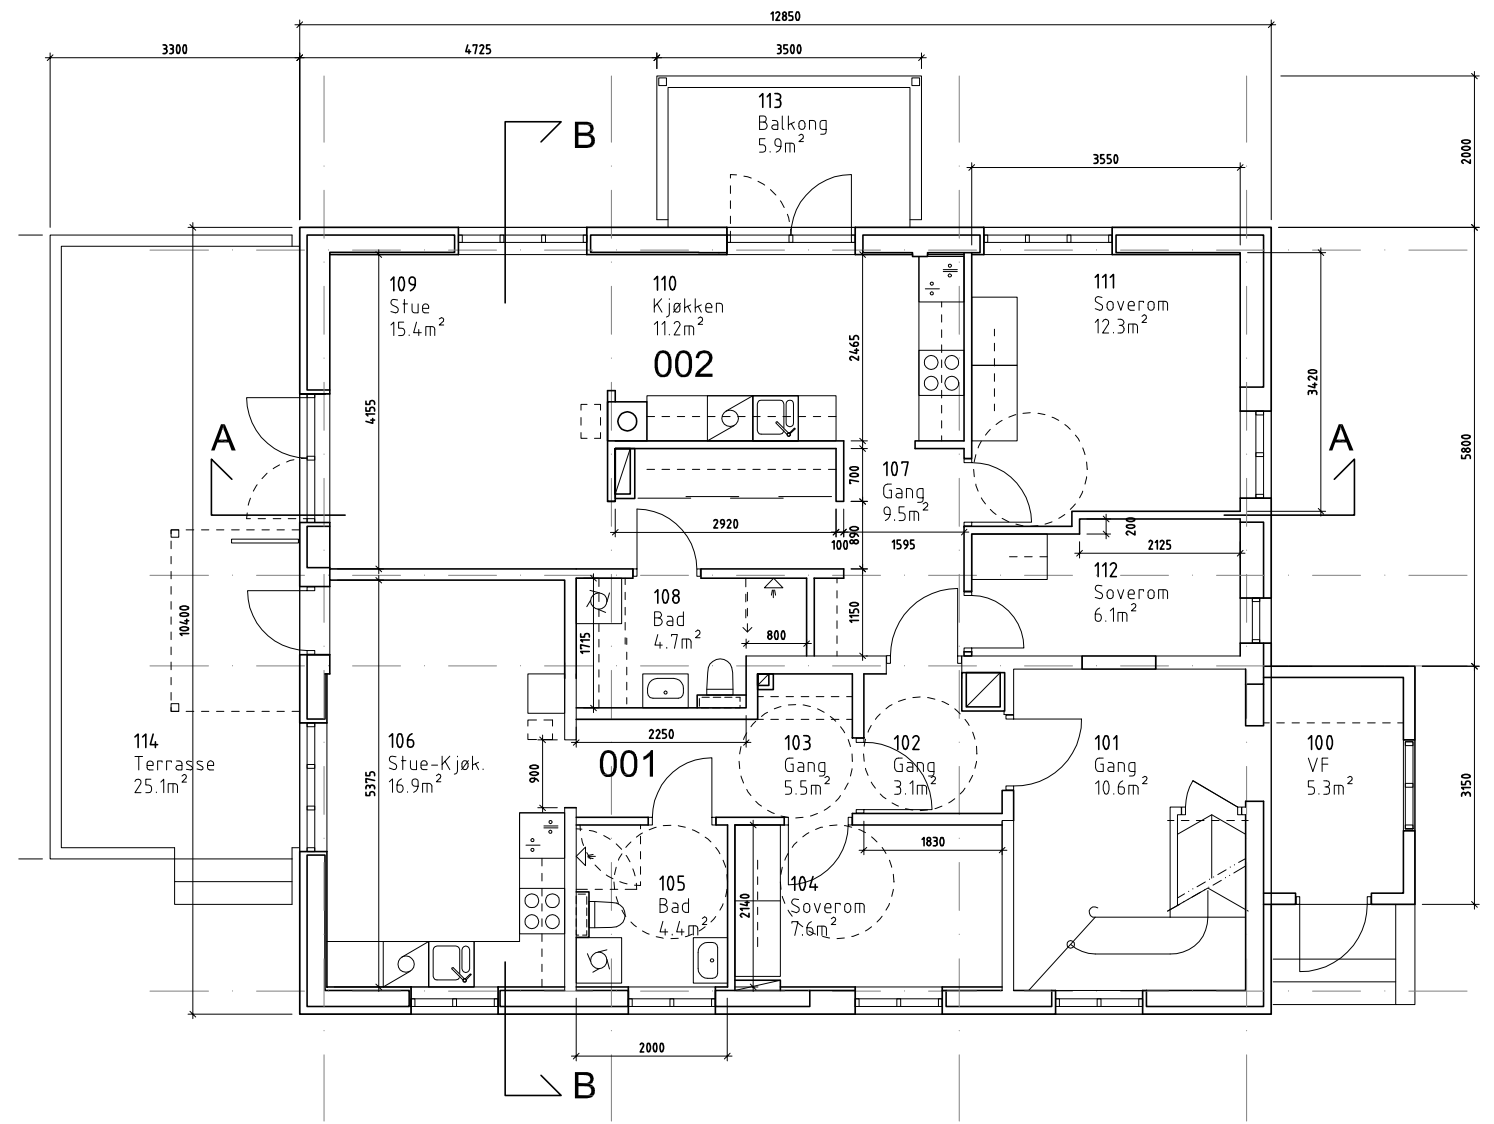 12850
3300
4725
3500
113
Balkong
5.9m²
B
3550
2000
109
Stue
15.4m²
110
Kjøkken
11.2m²
002
111
Soverom
12.3m²
2465
3420
4155
A
A
5800
107
Gang
9.5m²
700
2920
100
890
1595
200
2125
112
Soverom
6.1m²
108
Bad
4.7m²
1150
1715
800
10400
114
Terrasse
25.1m²
106
Stue-Kjøk.
16.9m²
5375
2250
001
900
103
Gang
5.5m²
102
Gang
3.1m²
101
Gang
10.6m²
100
VF
5.3m²
3150
1830
105
Bad
4.4m²
2140
104
Soverom
7.6m²
2000
B